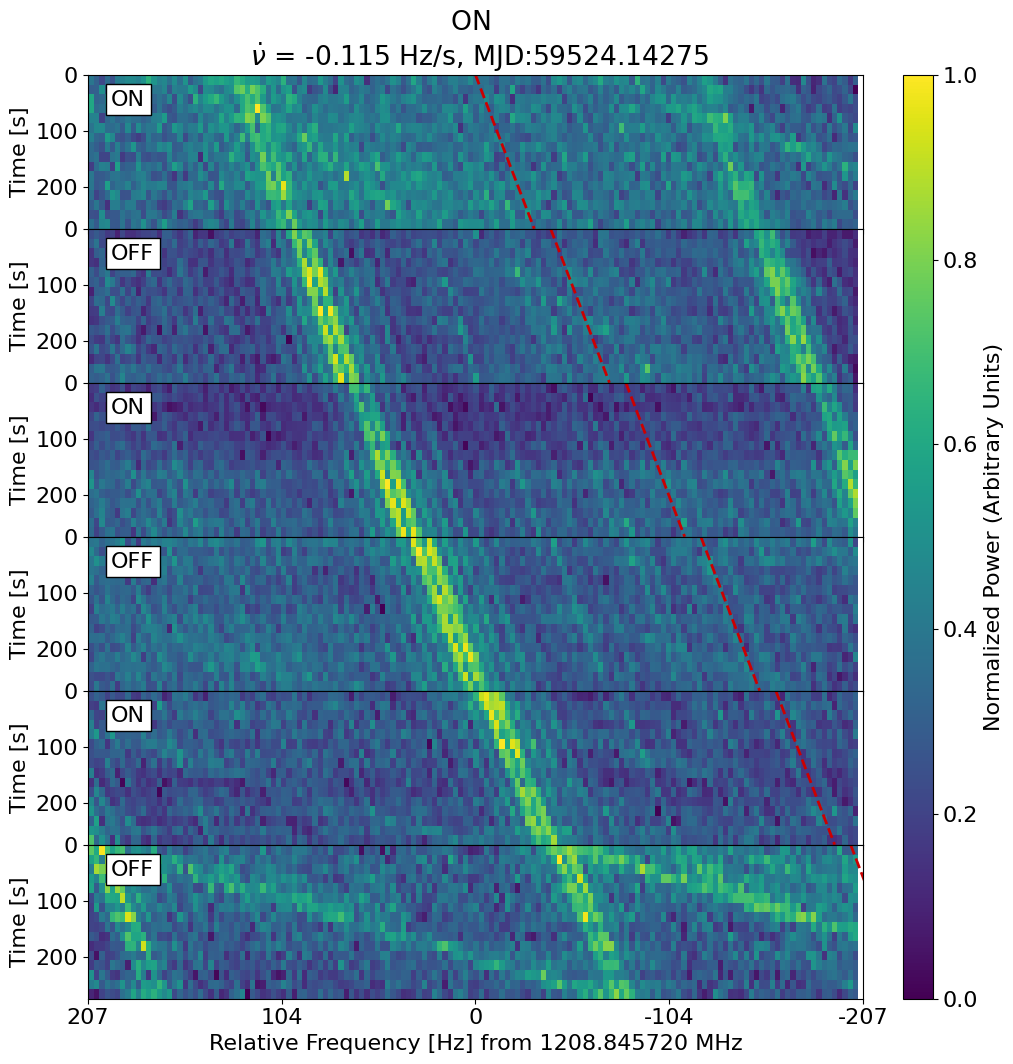 ON
ν̇ = -0.115 Hz/s, MJD:59524.14275
0
ON
100
Time [s]
200
0
OFF
100
Time [s]
200
0
ON
100
Time [s]
200
0
OFF
100
Time [s]
200
0
ON
100
Time [s]
200
0
OFF
100
Time [s]
200
207 104 0 -104 -207
Relative Frequency [Hz] from 1208.845720 MHz
1.0
0.8
0.6
0.4
0.2
0.0
Normalized Power (Arbitrary Units)